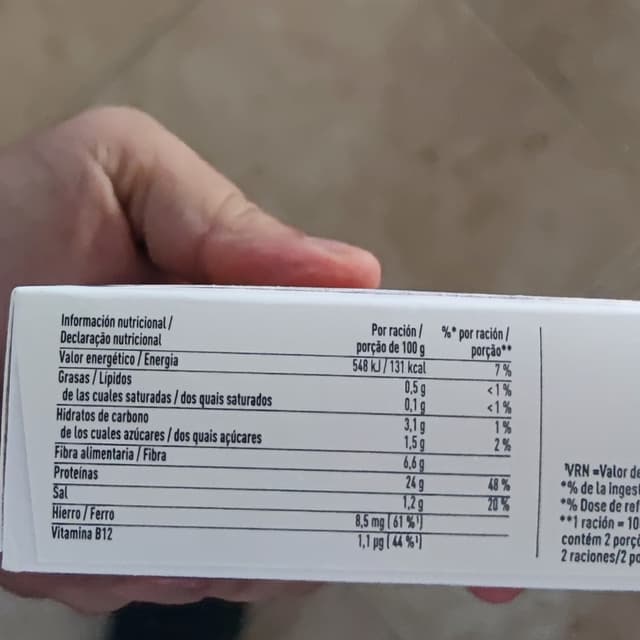 Información nutricional / Por ración / %* por ración /
Declaração nutricional porção de 100 g porção**
Valor energético / Energia 548 kJ / 131 kcal 7 %
Grasas / Lípidos 0,5 g <1 %
de las cuales saturadas / dos quais saturados 0,1 g <1 %
Hidratos de carbono 3,1 g 1 %
de los cuales azúcares / dos quais açúcares 1,5 g 2 %
Fibra alimentaria / Fibra 6,6 g
Proteínas 24 g 48 %
Sal 1,2 g 20 %
Hierro / Ferro 8,5 mg (61 %¹)
Vitamina B12 1,1 µg (44 %¹)
¹VRN =Valor de
*% de la inges
*% Dose de ref
**1 ración = 10
contém 2 porç
2 raciones/2 po